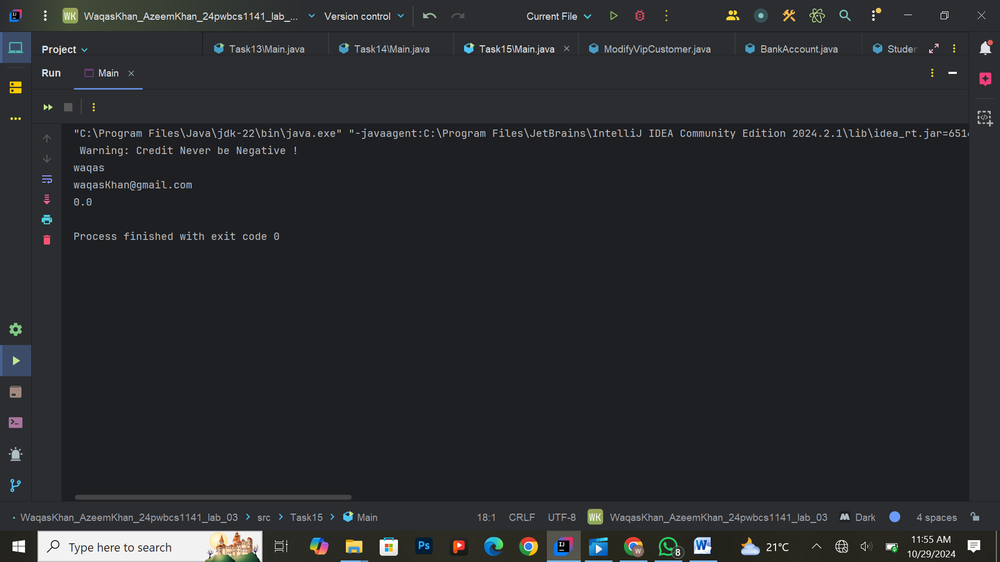 WK WaqasKhan_AzeemKhan_24pwbcs1141_lab_... Version control Current File
Project Task13\Main.java Task14\Main.java Task15\Main.java ModifyVipCustomer.java BankAccount.java Studen
Run Main
"C:\Program Files\Java\jdk-22\bin\java.exe" "-javaagent:C:\Program Files\JetBrains\IntelliJ IDEA Community Edition 2024.2.1\lib\idea_rt.jar=6516
Warning: Credit Never be Negative !
waqas
waqasKhan@gmail.com
0.0
Process finished with exit code 0
WaqasKhan_AzeemKhan_24pwbcs1141_lab_03 > src > Task15 > Main 18:1 CRLF UTF-8 WK WaqasKhan_AzeemKhan_24pwbcs1141_lab_03 Dark 4 spaces
Type here to search Ps 8 21°C 11:55 AM
10/29/2024